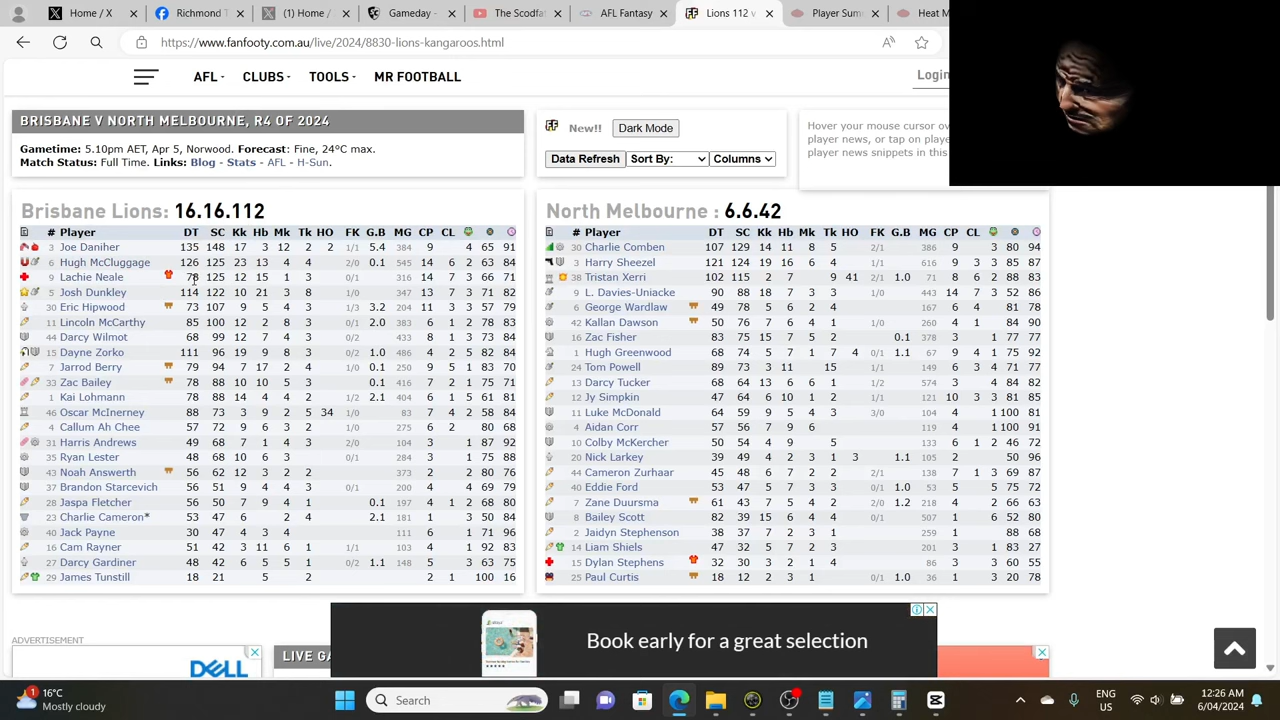 Home / X
Richmond T
(1) Home /
Gameday -
The Scodfa
AFL Fantasy
Lions 112 v
Player Sum
Heat M
https://www.fanfooty.com.au/live/2024/8830-lions-kangaroos.html
AFL CLUBS TOOLS MR FOOTBALL Login
BRISBANE V NORTH MELBOURNE, R4 OF 2024
Gametime: 5.10pm AET, Apr 5, Norwood. Forecast: Fine, 24°C max.
Match Status: Full Time. Links: Blog - Stats - AFL - H-Sun.
New!! Dark Mode
Data Refresh Sort By: Columns
Hover your mouse cursor ov
player news, or tap on playe
player news snippets in this
Brisbane Lions: 16.16.112
# Player DT SC Kk Hb Mk Tk HO FK G.B MG CP CL
3 Joe Daniher 135 148 17 3 12 2 2 1/1 5.4 384 9 4 65 91
6 Hugh McCluggage 126 125 23 13 4 4 2/0 0.1 545 14 6 2 63 84
9 Lachie Neale 78 125 12 15 1 3 0/1 316 14 7 3 66 71
5 Josh Dunkley 114 122 10 21 3 8 1/0 347 13 7 3 71 82
30 Eric Hipwood 73 107 9 5 4 3 1/3 3.2 204 11 3 3 57 79
11 Lincoln McCarthy 85 100 12 2 8 3 0/1 2.0 383 6 1 2 78 83
44 Darcy Wilmot 68 99 12 7 4 3 0/2 433 8 1 3 73 84
15 Dayne Zorko 111 96 19 9 8 3 0/2 1.0 486 4 2 5 82 84
7 Jarrod Berry 79 94 7 17 2 4 1/0 0.1 250 9 5 1 83 70
33 Zac Bailey 78 88 10 10 5 3 0.1 416 7 2 1 75 71
1 Kai Lohmann 78 88 14 4 4 2 1/2 2.1 404 6 1 5 61 81
46 Oscar McInerney 88 73 3 9 2 5 34 1/0 83 7 4 2 58 84
4 Callum Ah Chee 57 72 9 6 3 2 1/0 275 6 2 80 68
31 Harris Andrews 49 68 7 1 4 3 2/0 104 3 1 87 92
35 Ryan Lester 48 68 10 6 3 0/1 284 3 1 75 88
43 Noah Answerth 56 62 12 3 2 2 373 2 2 80 76
37 Brandon Starcevich 56 51 9 4 4 3 0/1 200 4 4 69 79
28 Jaspa Fletcher 56 50 7 9 4 1 0.1 197 4 1 2 68 80
23 Charlie Cameron* 53 47 6 2 4 2.1 181 1 3 50 84
40 Jack Payne 30 47 4 3 4 111 6 1 71 96
16 Cam Rayner 51 42 3 11 6 1 1/1 103 4 1 92 83
27 Darcy Gardiner 48 42 6 5 5 1 0/2 1.1 148 5 3 63 91
29 James Tunstill 18 21 5 2 2 1 100 16
North Melbourne : 6.6.42
# Player DT SC Kk Hb Mk Tk HO FK G.B MG CP CL
30 Charlie Comben 107 129 14 11 8 5 2/1 386 9 3 80 94
3 Harry Sheezel 121 124 19 16 6 4 616 9 3 3 85 87
38 Tristan Xerri 102 115 2 7 9 41 2/1 1.0 71 8 6 2 88 83
9 L. Davies-Uniacke 90 88 18 7 3 3 1/0 443 14 7 3 52 86
6 George Wardlaw 49 78 5 6 2 4 1/0 167 6 4 81 78
42 Kallan Dawson 50 76 7 6 4 1 1/0 260 4 1 84 90
16 Zac Fisher 83 75 15 7 5 2 0.1 378 3 1 77 77
1 Hugh Greenwood 68 74 5 7 1 7 4 0/1 1.1 67 9 4 1 75 92
24 Tom Powell 89 73 3 11 15 1/1 149 6 3 4 71 77
13 Darcy Tucker 68 64 13 6 6 1 1/2 574 3 4 84 82
12 Jy Simpkin 47 64 6 10 1 2 1/1 121 10 3 3 81 85
11 Luke McDonald 64 59 9 5 4 3 3/0 104 4 1 100 81
4 Aidan Corr 57 56 7 9 6 119 4 1 100 91
10 Colby McKercher 50 54 4 9 5 133 6 1 2 46 72
20 Nick Larkey 39 49 4 2 3 1 3 1.1 105 2 50 96
44 Cameron Zurhaar 45 48 6 7 2 2 2/1 138 7 1 3 69 87
40 Eddie Ford 53 47 5 7 3 3 0/1 1.0 53 5 5 75 72
7 Zane Duursma 61 43 7 5 4 2 2/0 1.2 218 4 2 66 63
8 Bailey Scott 82 39 15 6 4 4 0/1 507 1 6 52 80
2 Jaidyn Stephenson 38 37 4 2 3 1 259 1 1 85 78
14 Liam Shiels 47 32 5 7 2 3 201 3 1 83 27
15 Dylan Stephens 32 30 3 2 1 4 1/1 133 3 3 60 55
25 Paul Curtis 18 12 2 3 1 0/1 1.0 36 1 3 20 78
Book early for a great selection
ADVERTISEMENT
DELL
LIVE GA
16°C
Mostly cloudy
1
Search
ENG
US
12:26 AM
6/04/2024